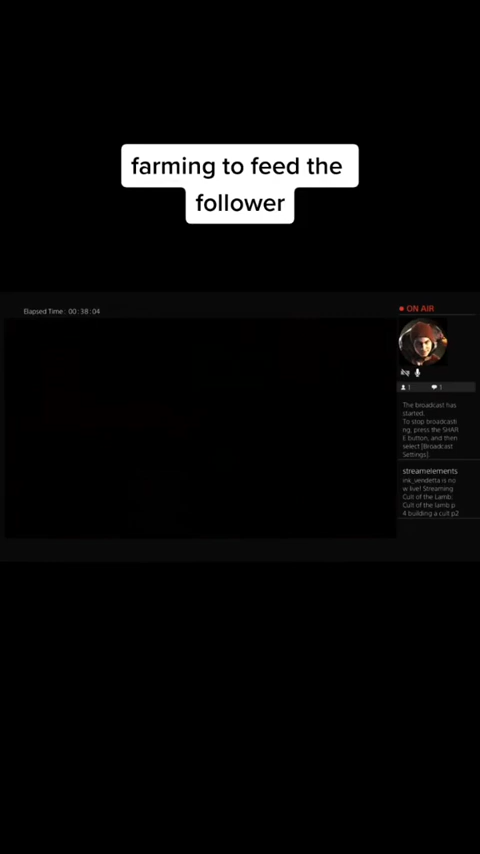 farming to feed the
follower
Elapsed Time : 00:38:04
ON AIR
1
1
The broadcast has
started.
To stop broadcasti
ng, press the SHAR
E button, and then
select [Broadcast
Settings].
streamelements
ink_vendetta is no
w live! Streaming
Cult of the Lamb:
Cult of the lamb p
4 building a cult p2